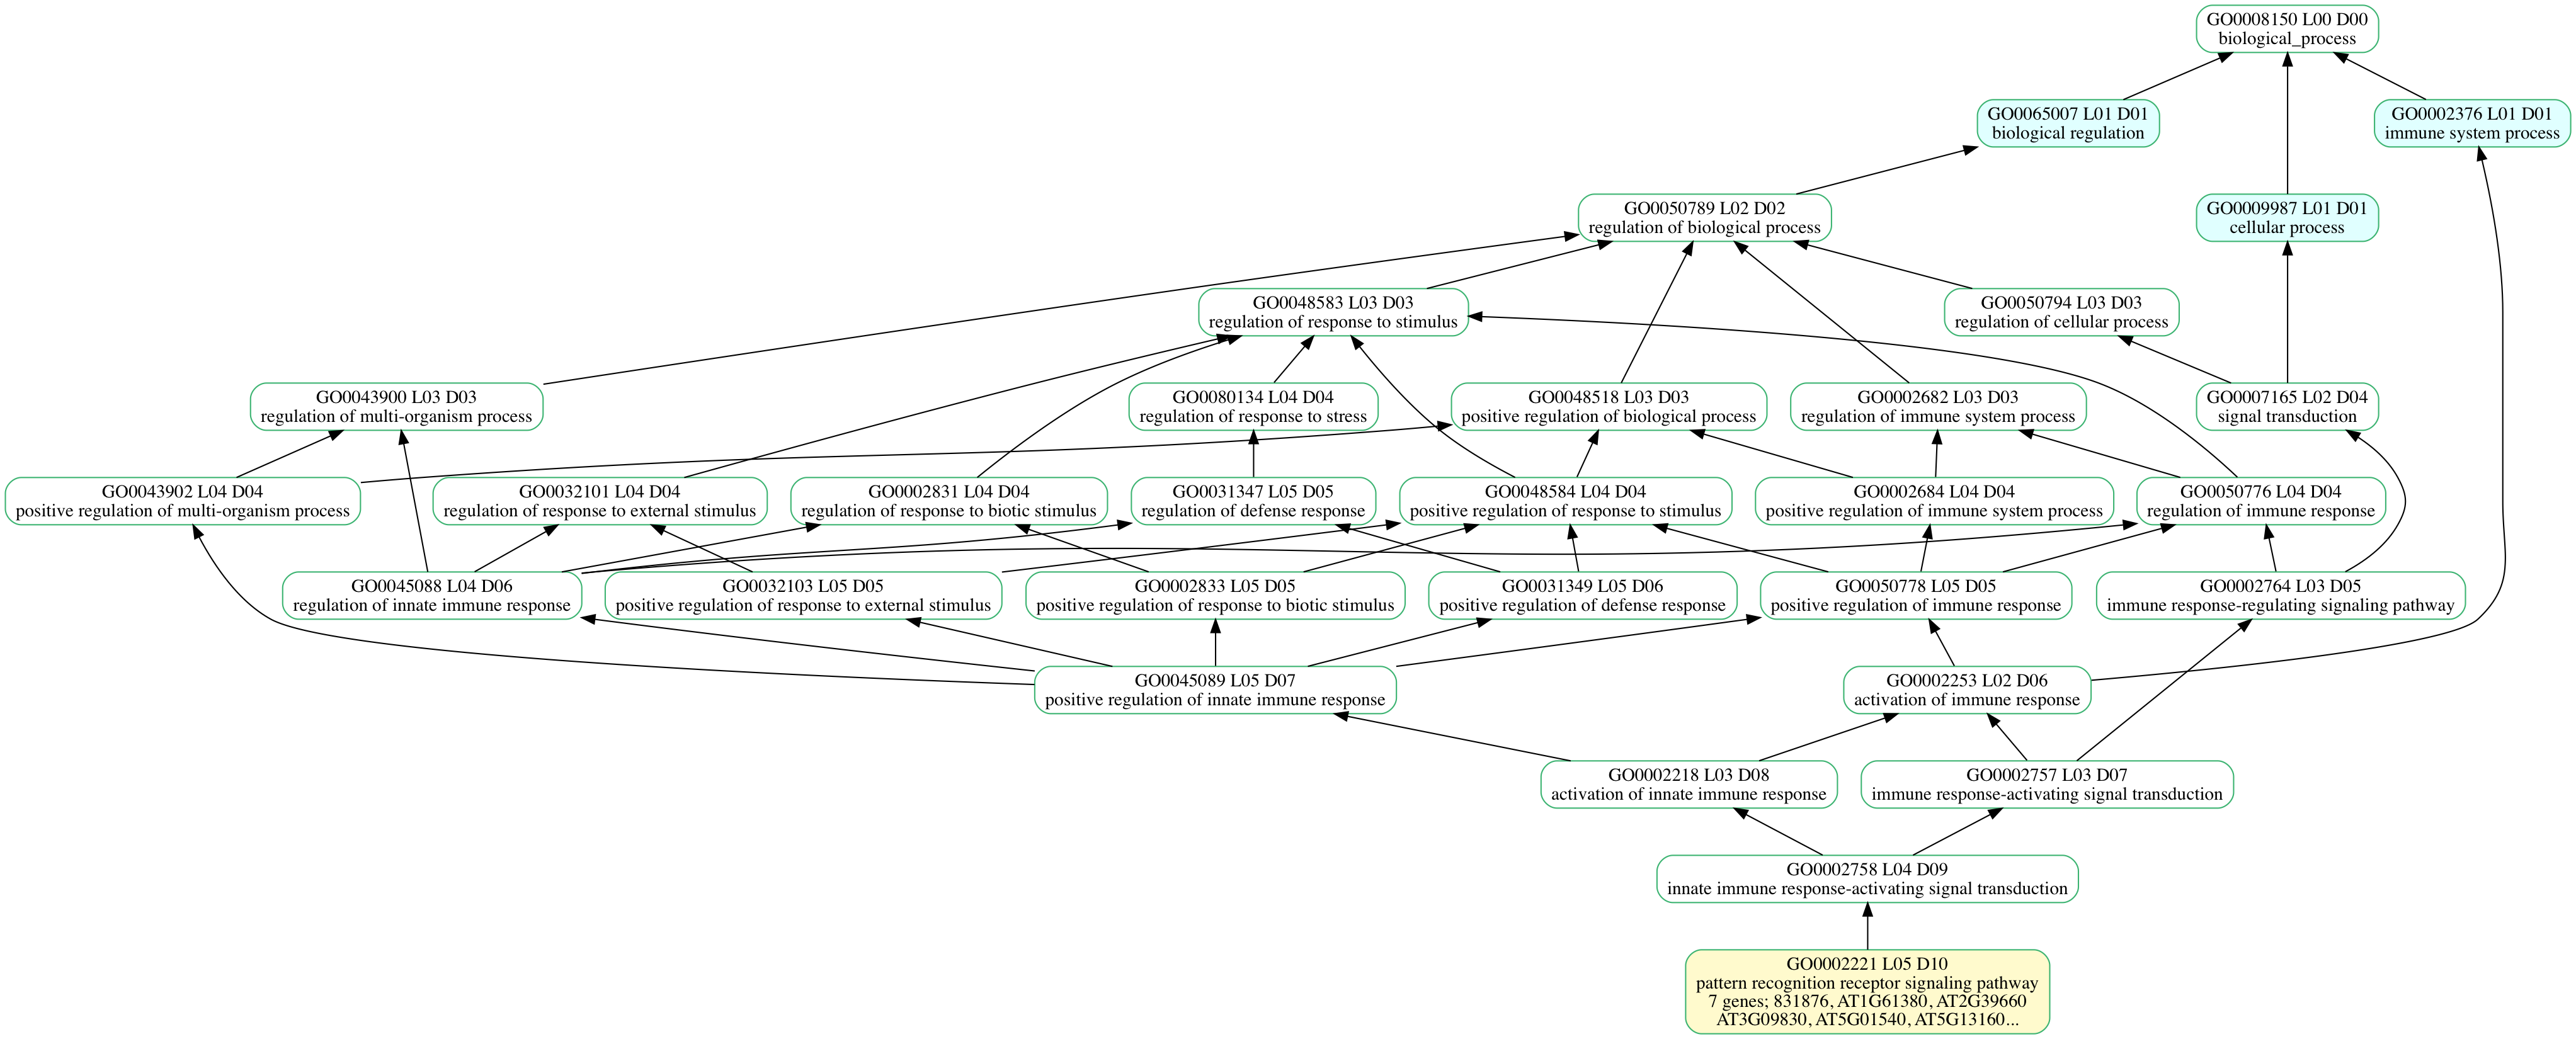 GO0008150 L00 D00
biological_process
GO0065007 L01 D01
biological regulation
GO0002376 L01 D01
immune system process
GO0050789 L02 D02
regulation of biological process
GO0009987 L01 D01
cellular process
GO0048583 L03 D03
regulation of response to stimulus
GO0050794 L03 D03
regulation of cellular process
GO0043900 L03 D03
regulation of multi-organism process
GO0080134 L04 D04
regulation of response to stress
GO0048518 L03 D03
positive regulation of biological process
GO0002682 L03 D03
regulation of immune system process
GO0007165 L02 D04
signal transduction
GO0043902 L04 D04
positive regulation of multi-organism process
GO0032101 L04 D04
regulation of response to external stimulus
GO0002831 L04 D04
regulation of response to biotic stimulus
GO0031347 L05 D05
regulation of defense response
GO0048584 L04 D04
positive regulation of response to stimulus
GO0002684 L04 D04
positive regulation of immune system process
GO0050776 L04 D04
regulation of immune response
GO0045088 L04 D06
regulation of innate immune response
GO0032103 L05 D05
positive regulation of response to external stimulus
GO0002833 L05 D05
positive regulation of response to biotic stimulus
GO0031349 L05 D06
positive regulation of defense response
GO0050778 L05 D05
positive regulation of immune response
GO0002764 L03 D05
immune response-regulating signaling pathway
GO0045089 L05 D07
positive regulation of innate immune response
GO0002253 L02 D06
activation of immune response
GO0002218 L03 D08
activation of innate immune response
GO0002757 L03 D07
immune response-activating signal transduction
GO0002758 L04 D09
innate immune response-activating signal transduction
GO0002221 L05 D10
pattern recognition receptor signaling pathway
7 genes; 831876, AT1G61380, AT2G39660
AT3G09830, AT5G01540, AT5G13160...